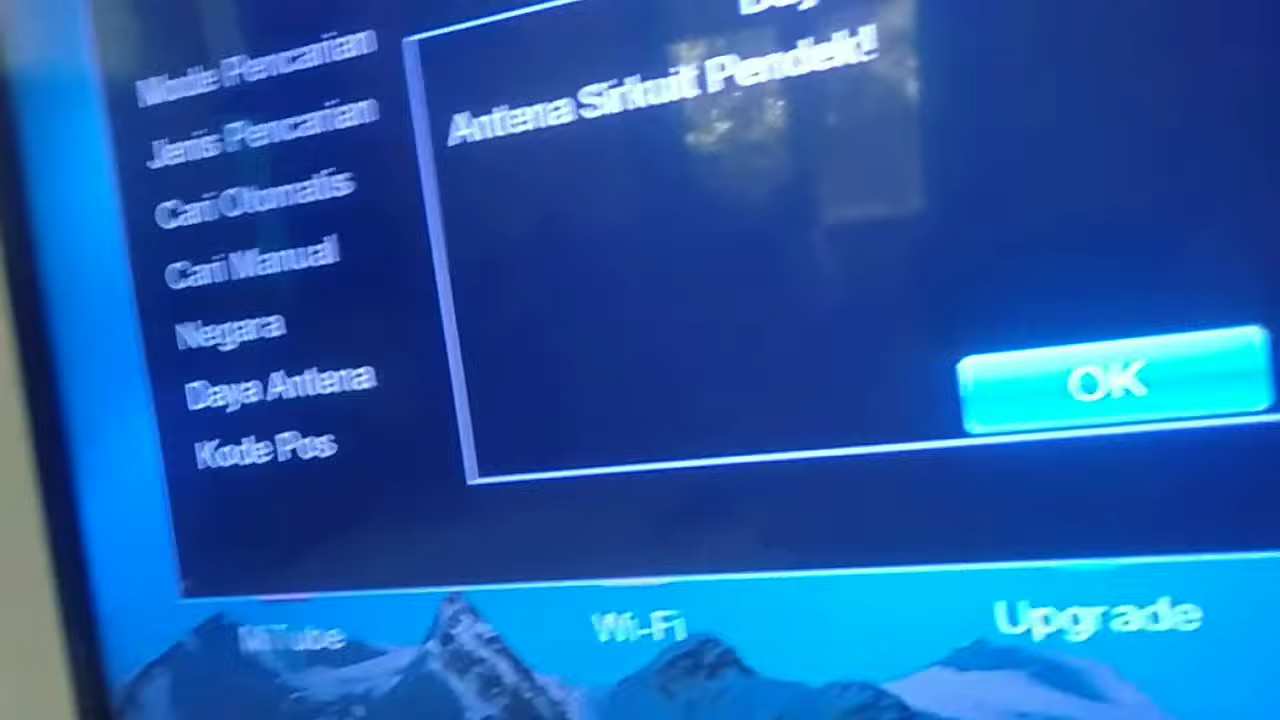 Mode Pencarian
Jenis Pencarian
Cari Otomatis
Cari Manual
Negara
Daya Antena
Kode Pos
Antena Sirkuit Pendek!
OK
Wi-Fi
Upgrade